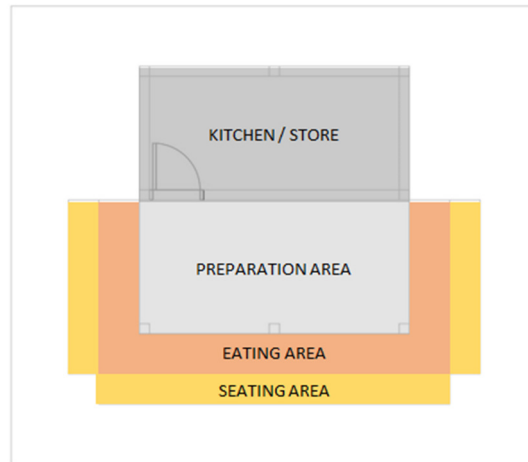 KITCHEN / STORE
PREPARATION AREA
EATING AREA
SEATING AREA